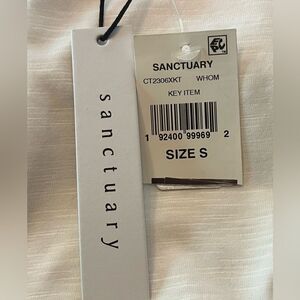 sanctuary
SANCTUARY
CT2306XKT WHOM
KEY ITEM
1 92400 99969 2
SIZE S